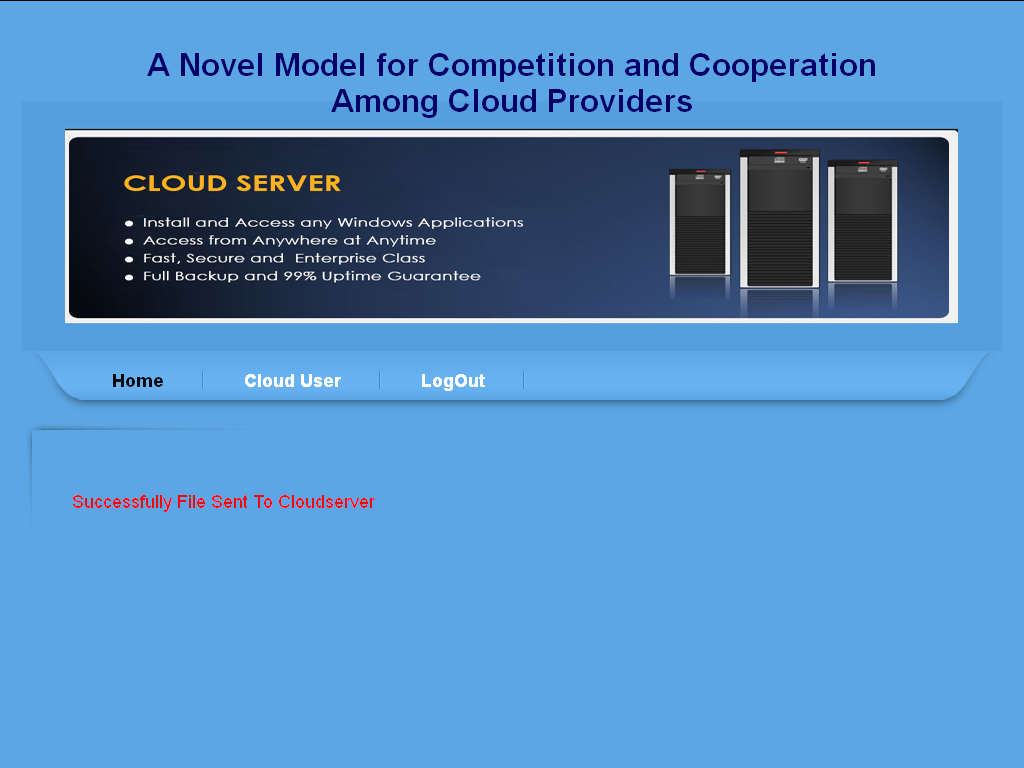 A Novel Model for Competition and Cooperation
Among Cloud Providers
CLOUD SERVER
• Install and Access any Windows Applications
• Access from Anywhere at Anytime
• Fast, Secure and Enterprise Class
• Full Backup and 99% Uptime Guarantee
Home Cloud User LogOut
Successfully File Sent To Cloudserver